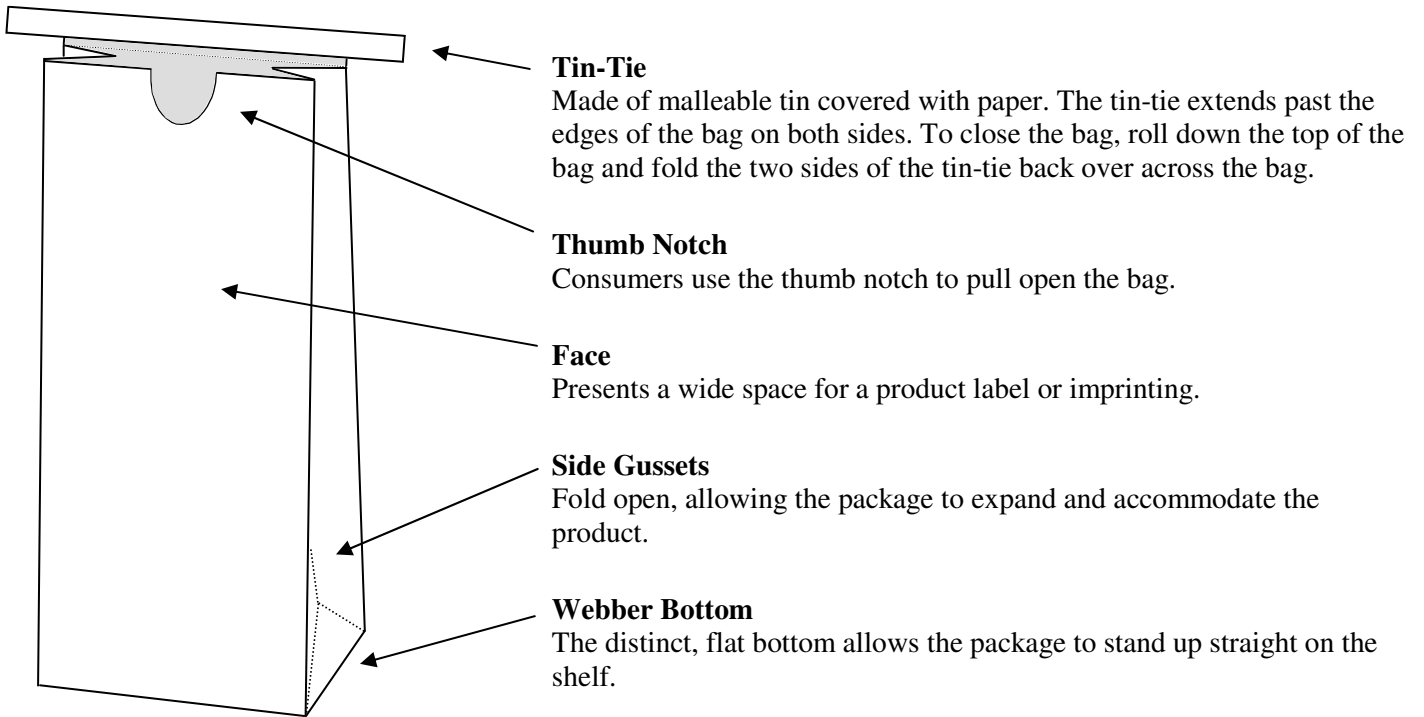 Tin-Tie
Made of malleable tin covered with paper. The tin-tie extends past the
edges of the bag on both sides. To close the bag, roll down the top of the
bag and fold the two sides of the tin-tie back over across the bag.
Thumb Notch
Consumers use the thumb notch to pull open the bag.
Face
Presents a wide space for a product label or imprinting.
Side Gussets
Fold open, allowing the package to expand and accommodate the
product.
Webber Bottom
The distinct, flat bottom allows the package to stand up straight on the
shelf.